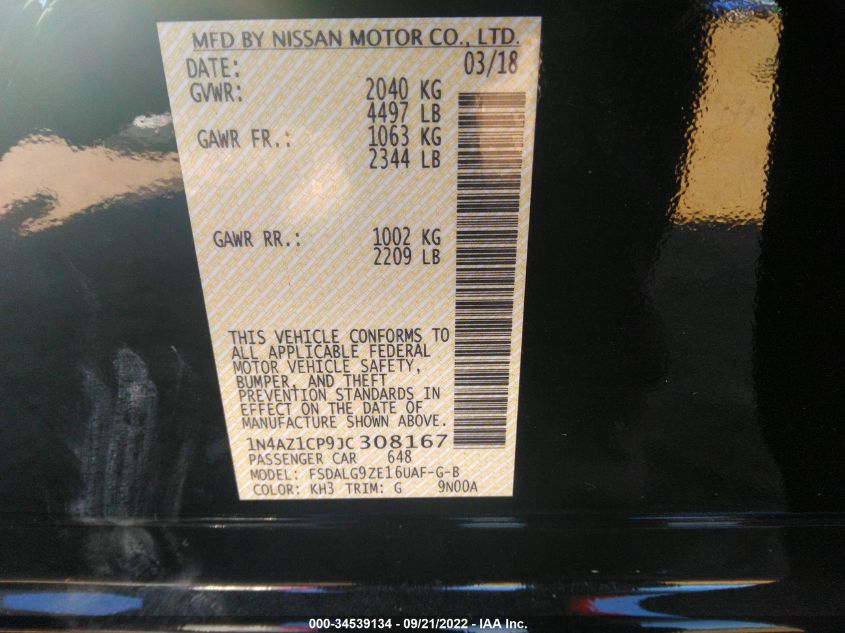 MFD BY NISSAN MOTOR CO., LTD.
DATE: 03/18
GVWR: 2040 KG
4497 LB
GAWR FR.: 1063 KG
2344 LB
GAWR RR.: 1002 KG
2209 LB
THIS VEHICLE CONFORMS TO
ALL APPLICABLE FEDERAL
MOTOR VEHICLE SAFETY,
BUMPER, AND THEFT
PREVENTION STANDARDS IN
EFFECT ON THE DATE OF
MANUFACTURE SHOWN ABOVE.
1N4AZ1CP9JC308167
PASSENGER CAR 648
MODEL: FSDALG9ZE16UAF-G-B
COLOR: KH3 TRIM: G 9N00A
000-34539134 - 09/21/2022 - IAA Inc.